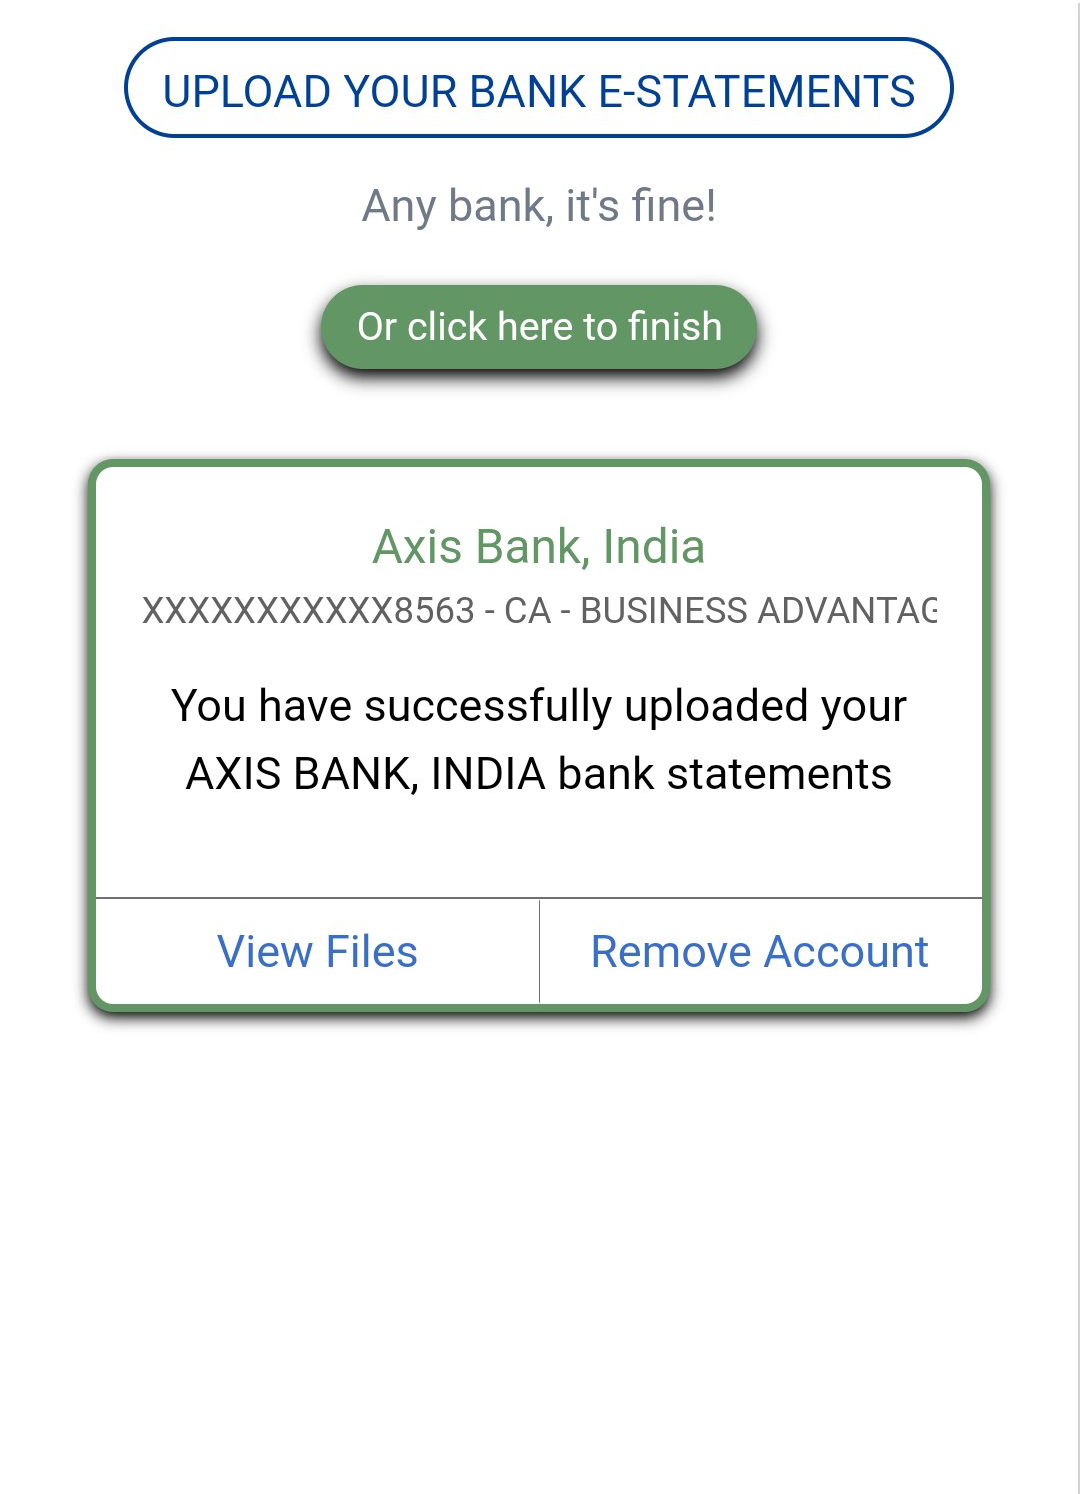 UPLOAD YOUR BANK E-STATEMENTS
Any bank, it's fine!
Or click here to finish
Axis Bank, India
XXXXXXXXXXX8563 - CA - BUSINESS ADVANTAG
You have successfully uploaded your
AXIS BANK, INDIA bank statements
View Files
Remove Account